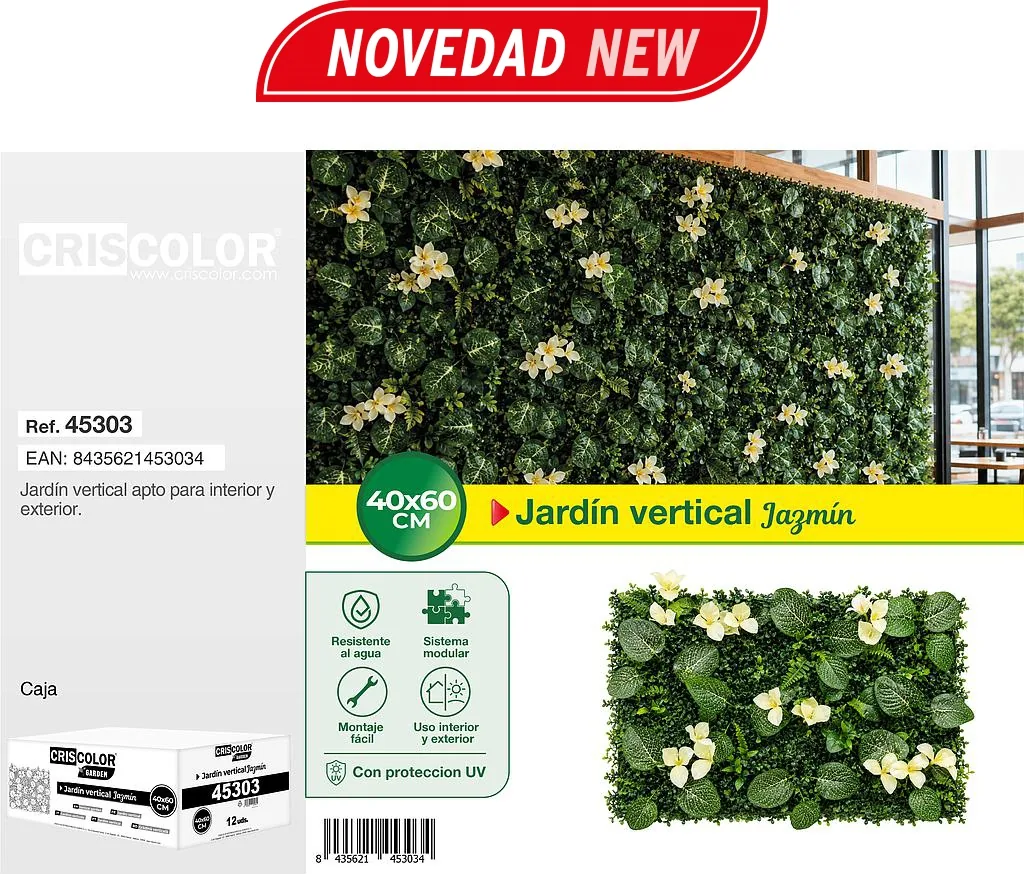 NOVEDAD NEW
CRISCOLOR®
www.criscolor.com
Ref. 45303
EAN: 8435621453034
Jardín vertical apto para interior y
exterior.
40x60
CM
Jardín vertical Jazmín
Resistente
al agua
Sistema
modular
Montaje
fácil
Uso interior
y exterior
UV
Con proteccion UV
8 435621 453034
Caja
CRISCOLOR
GARDEN
Jardín vertical Jazmín
40x60
CM
CRISCOLOR
Jardín vertical Jazmín
45303
40x60
CM
12 uds.